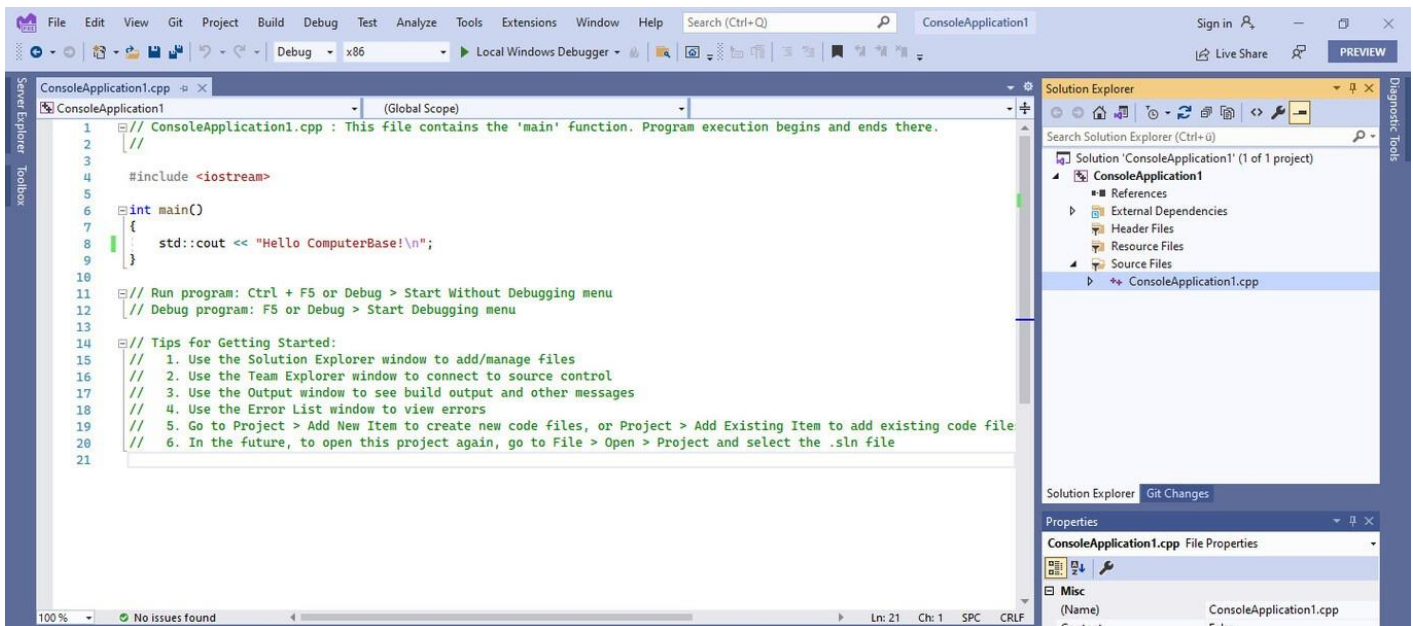 File Edit View Git Project Build Debug Test Analyze Tools Extensions Window Help Search (Ctrl+Q) ConsoleApplication1 Sign in
Debug x86 Local Windows Debugger Live Share PREVIEW
Server Explorer
Toolbox
ConsoleApplication1.cpp
ConsoleApplication1 (Global Scope)
1 // ConsoleApplication1.cpp : This file contains the 'main' function. Program execution begins and ends there.
2 //
3
4 #include <iostream>
5
6 int main()
7 {
8 std::cout << "Hello ComputerBase!\n";
9 }
10
11 // Run program: Ctrl + F5 or Debug > Start Without Debugging menu
12 // Debug program: F5 or Debug > Start Debugging menu
13
14 // Tips for Getting Started:
15 //   1. Use the Solution Explorer window to add/manage files
16 //   2. Use the Team Explorer window to connect to source control
17 //   3. Use the Output window to see build output and other messages
18 //   4. Use the Error List window to view errors
19 //   5. Go to Project > Add New Item to create new code files, or Project > Add Existing Item to add existing code file
20 //   6. In the future, to open this project again, go to File > Open > Project and select the .sln file
21
100 % No issues found Ln: 21 Ch: 1 SPC CRLF
Solution Explorer
Search Solution Explorer (Ctrl+ü)
Solution 'ConsoleApplication1' (1 of 1 project)
ConsoleApplication1
References
External Dependencies
Header Files
Resource Files
Source Files
ConsoleApplication1.cpp
Solution Explorer Git Changes
Properties
ConsoleApplication1.cpp File Properties
Misc
(Name) ConsoleApplication1.cpp
Diagnostic Tools